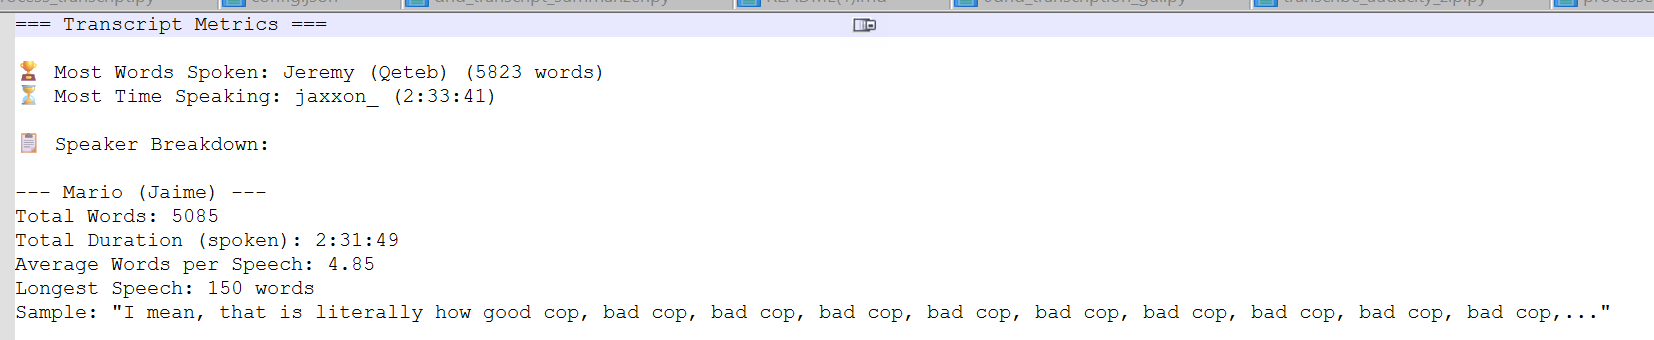 config.json
=== Transcript Metrics ===
🏆 Most Words Spoken: Jeremy (Qeteb) (5823 words)
⏳ Most Time Speaking: jaxxon_ (2:33:41)
📋 Speaker Breakdown:
--- Mario (Jaime) ---
Total Words: 5085
Total Duration (spoken): 2:31:49
Average Words per Speech: 4.85
Longest Speech: 150 words
Sample: "I mean, that is literally how good cop, bad cop, bad cop, bad cop, bad cop, bad cop, bad cop, bad cop, bad cop, bad cop,..."